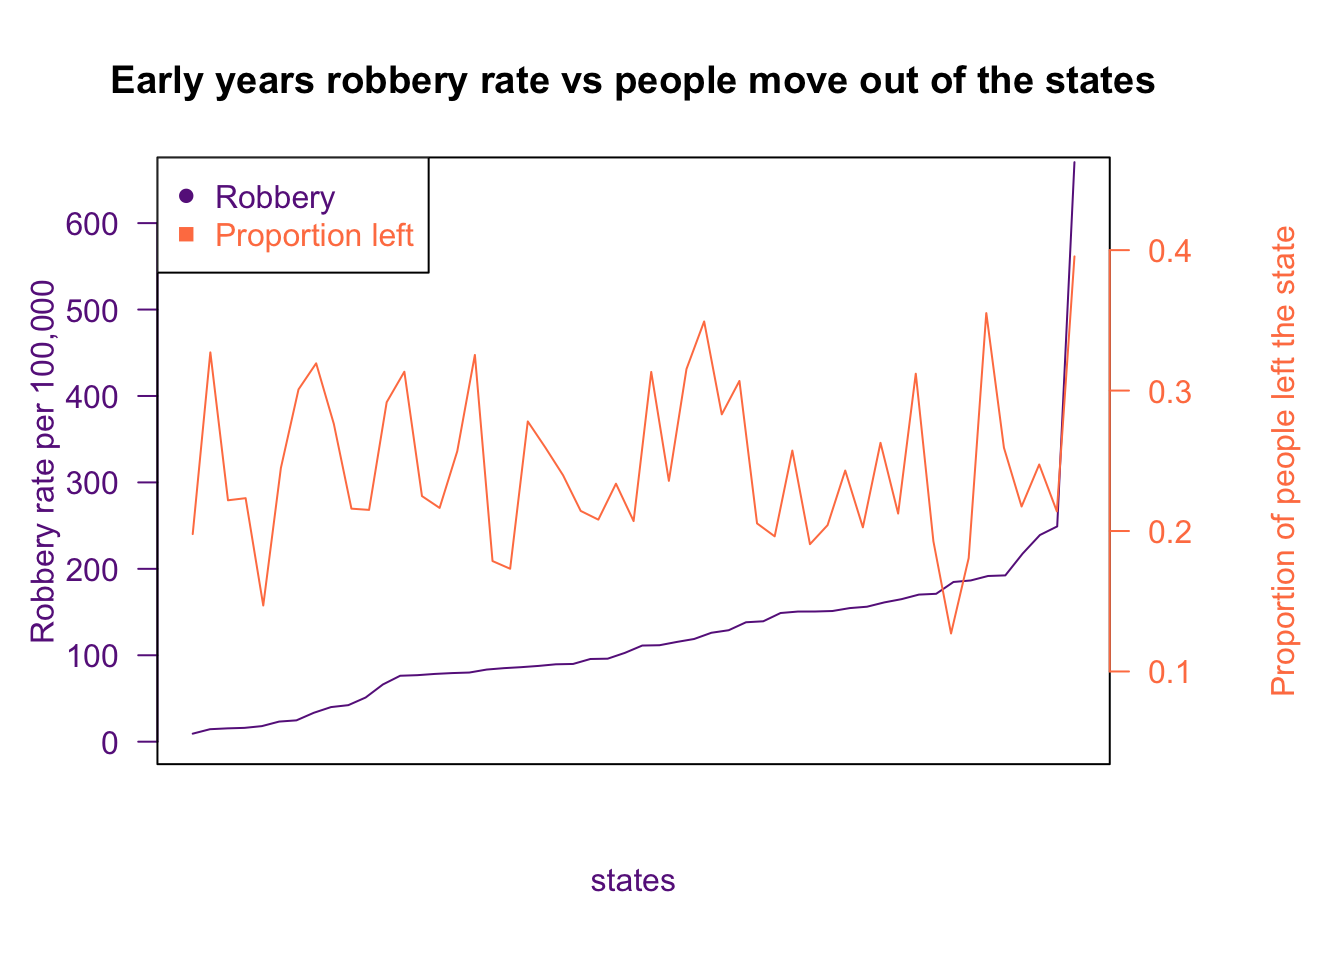 Early years robbery rate vs people move out of the states
Robbery
Proportion left
Robbery rate per 100,000
600
500
400
300
200
100
0
0.4
0.3
0.2
0.1
Proportion of people left the state
states